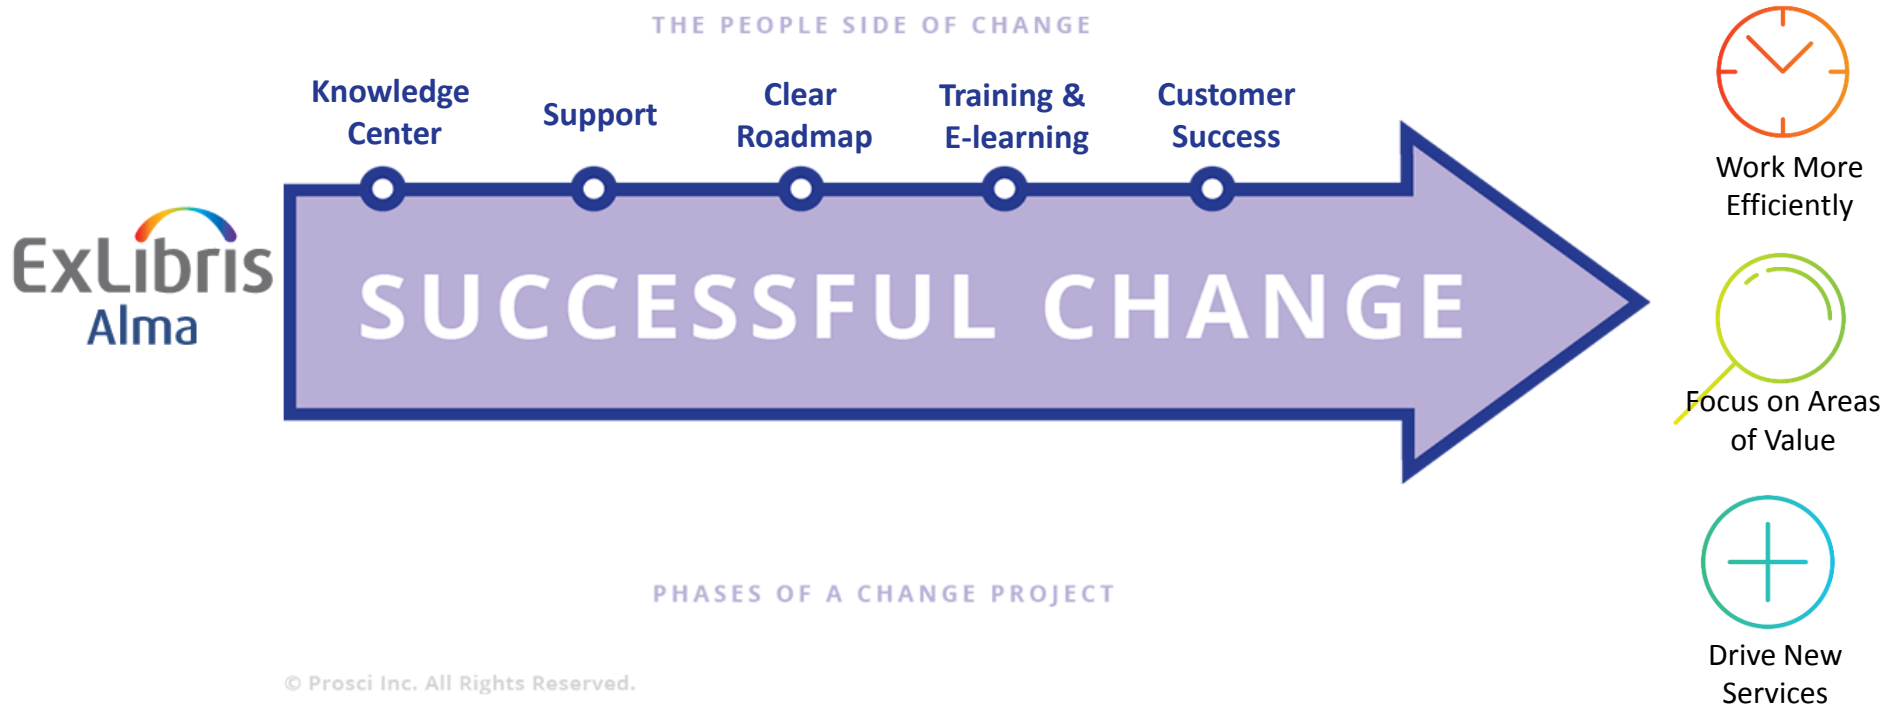 THE PEOPLE SIDE OF CHANGE
Knowledge
Center
Support
Clear
Roadmap
Training &
E-learning
Customer
Success
ExLibris
Alma
SUCCESSFUL CHANGE
Work More
Efficiently
Focus on Areas
of Value
Drive New
Services
PHASES OF A CHANGE PROJECT
© Prosci Inc. All Rights Reserved.